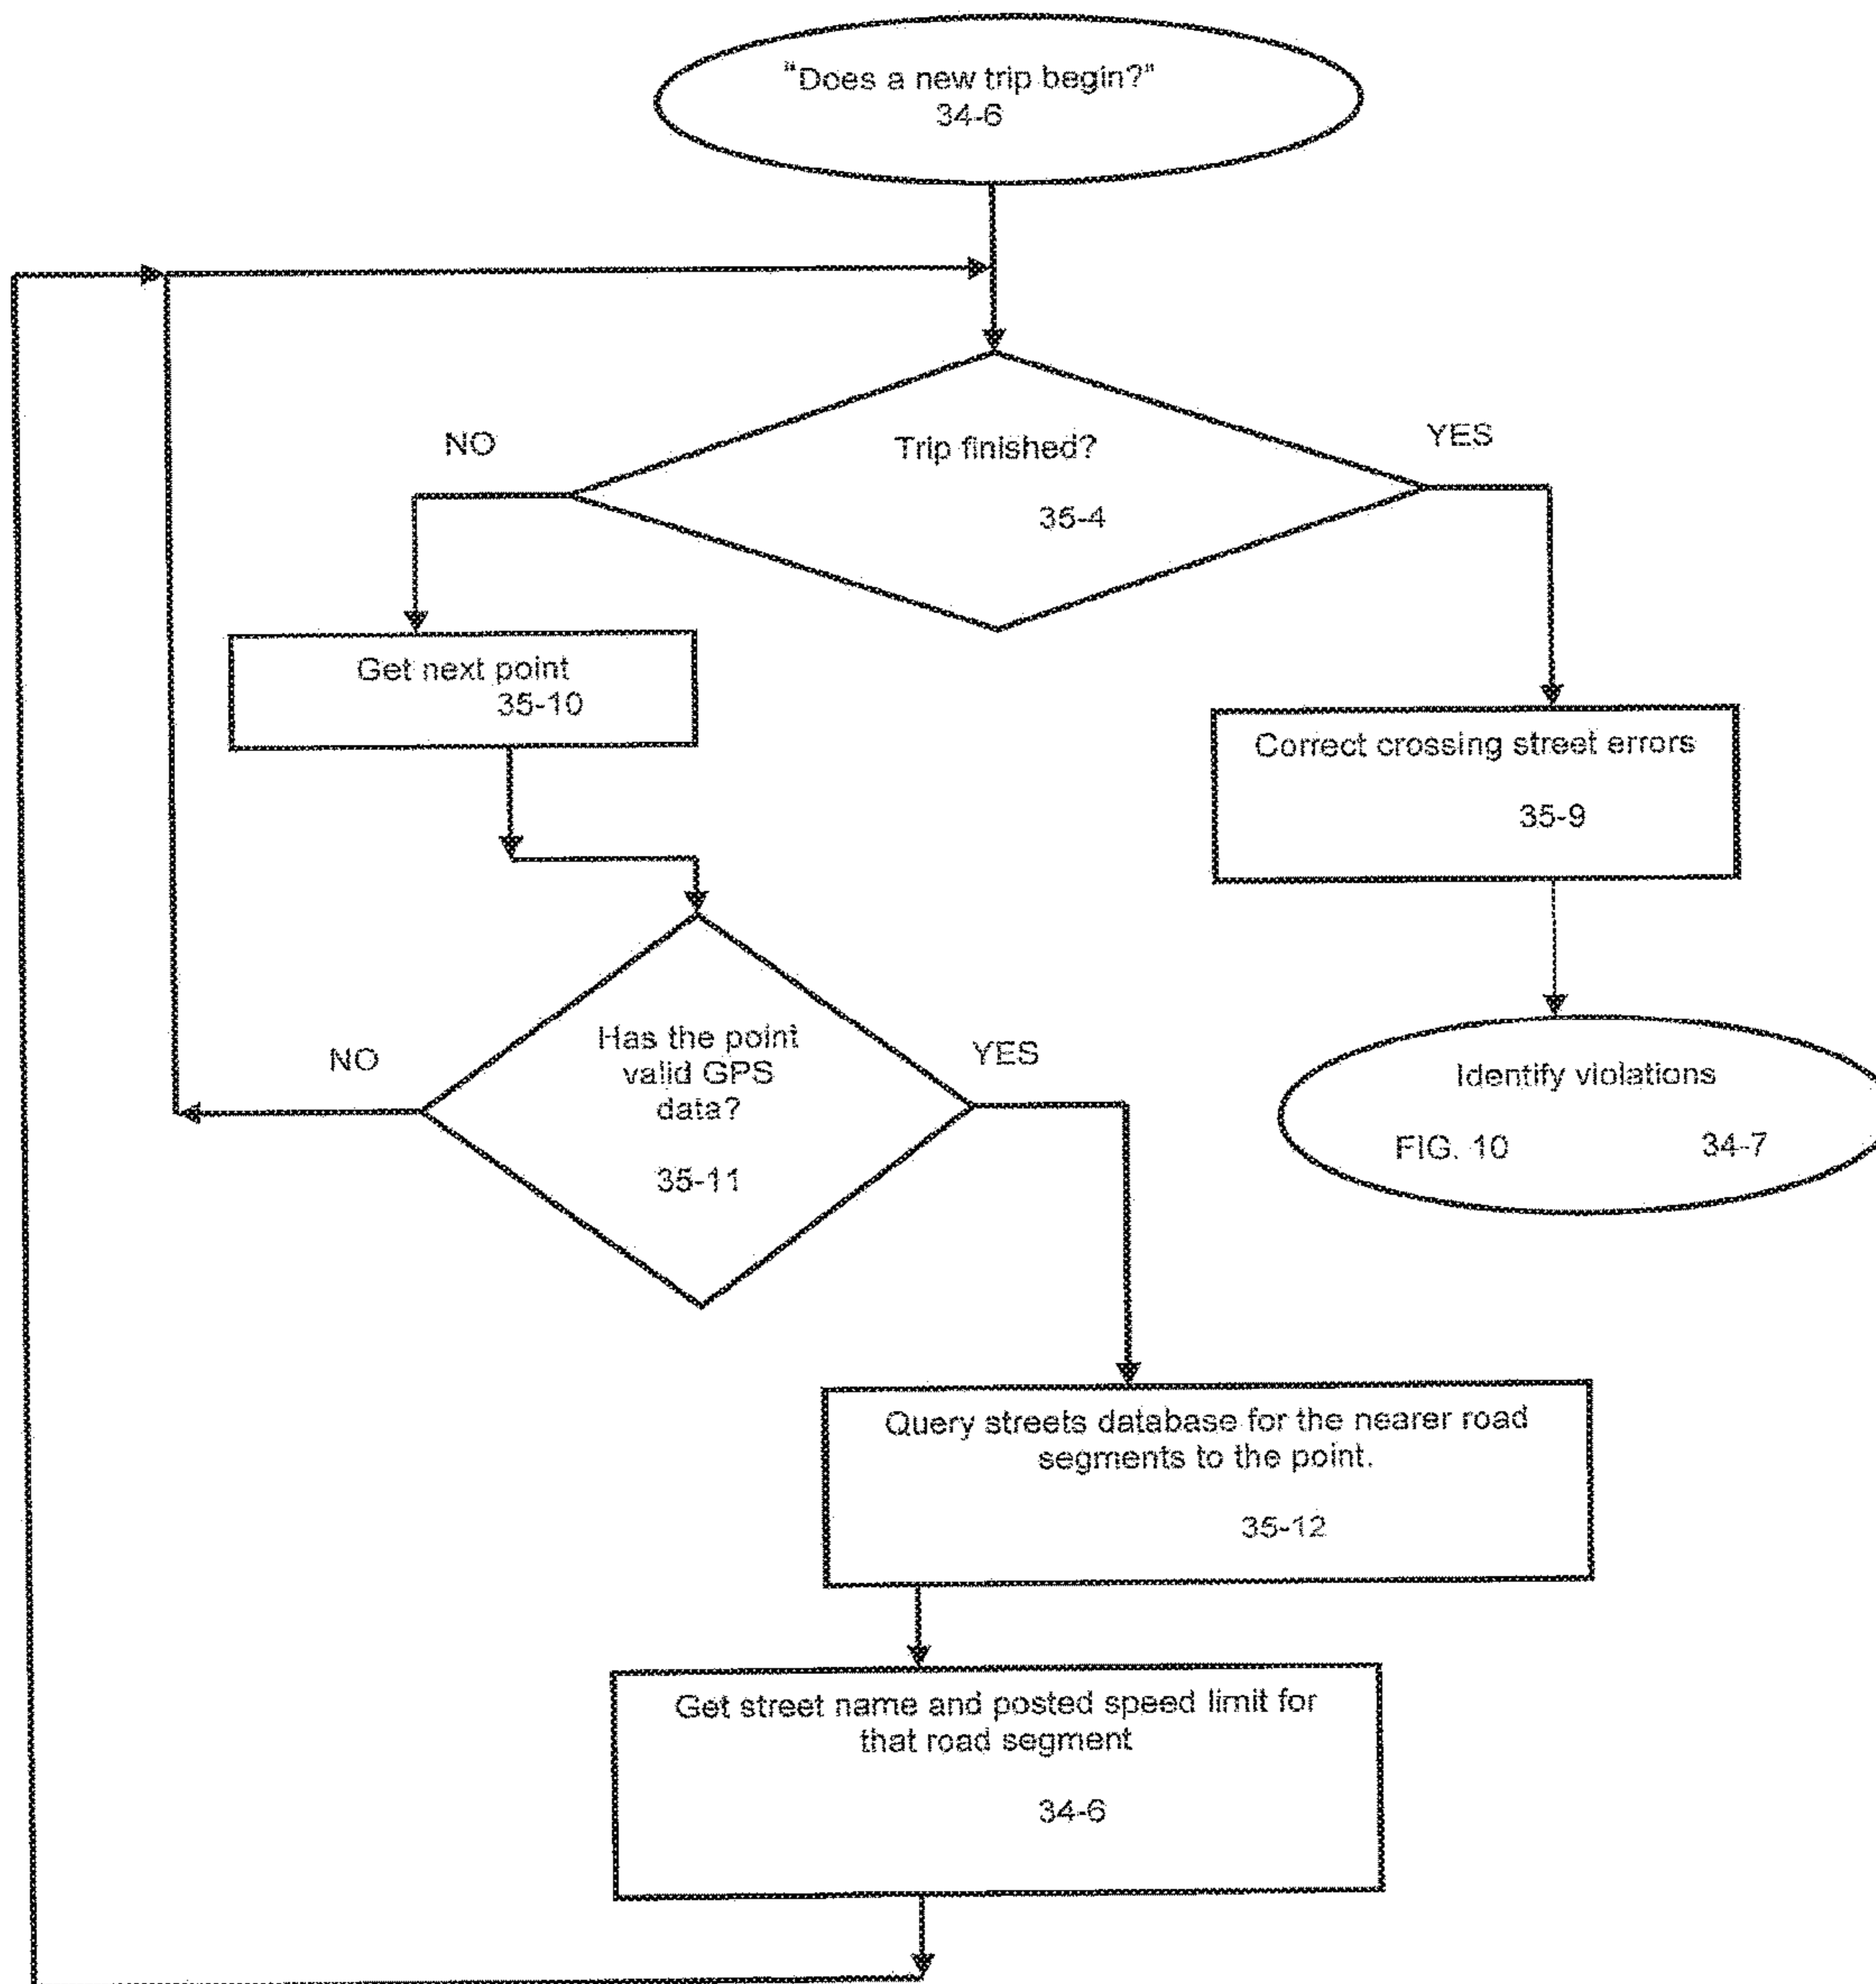 "Does a new trip begin?"
34-6
NO
Trip finished?
YES
35-4
Get next point
35-10
Correct crossing street errors
35-9
NO
Has the point
valid GPS
data?
35-11
YES
Identify violations
FIG. 10 34-7
Query streets database for the nearer road
segments to the point.
35-12
Get street name and posted speed limit for
that road segment
34-6